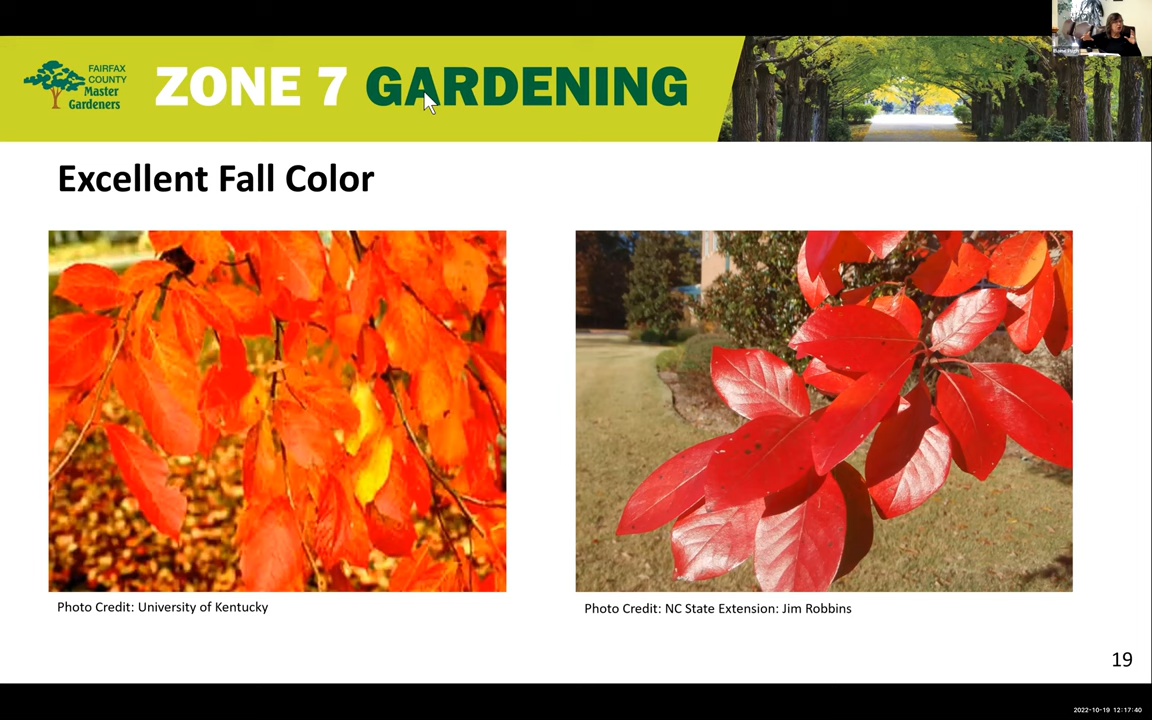 FAIRFAX
COUNTY
Master
Gardeners
ZONE 7 GARDENING
Excellent Fall Color
Photo Credit: University of Kentucky
Photo Credit: NC State Extension: Jim Robbins
19
2022-10-19 12:17:40